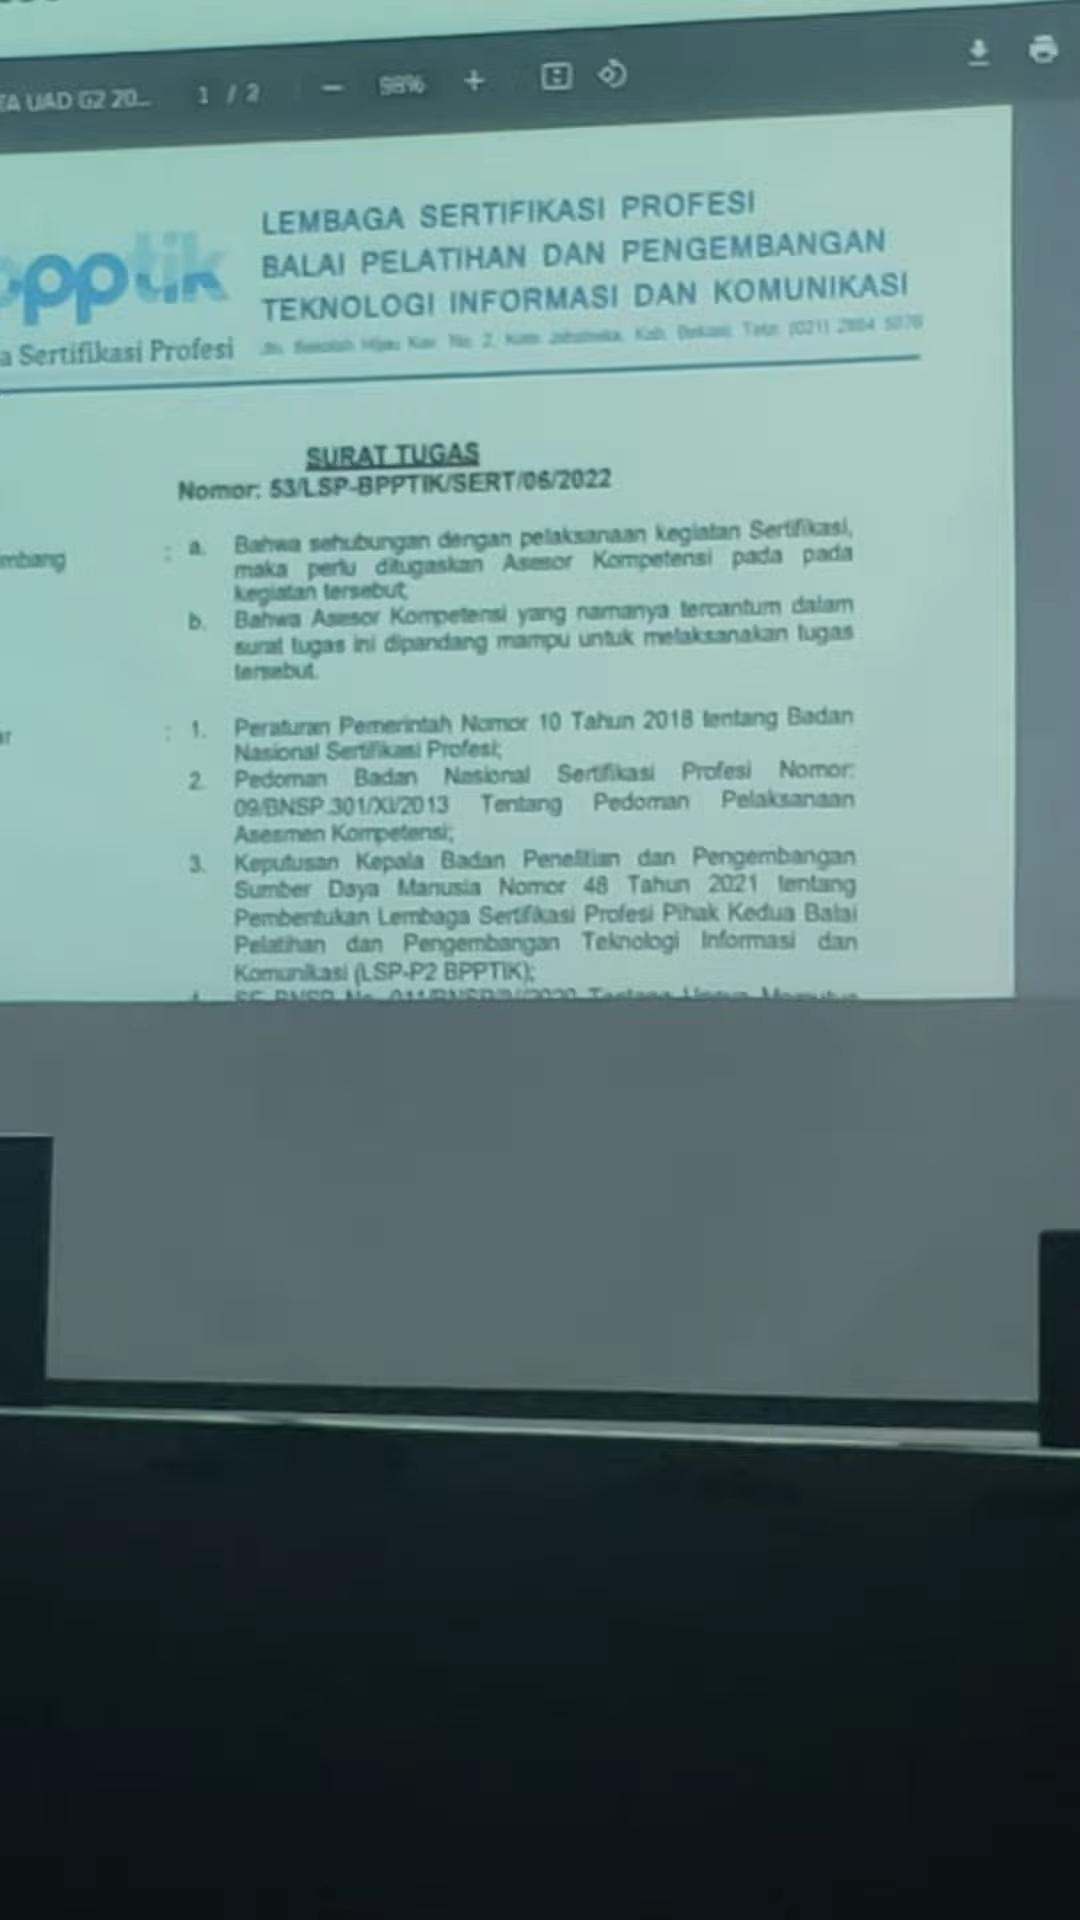 TA UAD G2 20... 1 / 2 98%
bpptik
a Sertifikasi Profesi
LEMBAGA SERTIFIKASI PROFESI
BALAI PELATIHAN DAN PENGEMBANGAN
TEKNOLOGI INFORMASI DAN KOMUNIKASI
SURAT TUGAS
Nomor: 53/LSP-BPPTIK/SERT/06/2022
mbang : a. Bahwa sehubungan dengan pelaksanaan kegiatan Sertifikasi,
maka perlu ditugaskan Asesor Kompetensi pada pada
kegiatan tersebut;
b. Bahwa Asesor Kompetensi yang namanya tercantum dalam
surat tugas ini dipandang mampu untuk melaksanakan tugas
tersebut.
ar : 1. Peraturan Pemerintah Nomor 10 Tahun 2018 tentang Badan
Nasional Sertifikasi Profesi;
2. Pedoman Badan Nasional Sertifikasi Profesi Nomor:
09/BNSP.301/XI/2013 Tentang Pedoman Pelaksanaan
Asesmen Kompetensi;
3. Keputusan Kepala Badan Penelitian dan Pengembangan
Sumber Daya Manusia Nomor 48 Tahun 2021 tentang
Pembentukan Lembaga Sertifikasi Profesi Pihak Kedua Balai
Pelatihan dan Pengembangan Teknologi Informasi dan
Komunikasi (LSP-P2 BPPTIK);